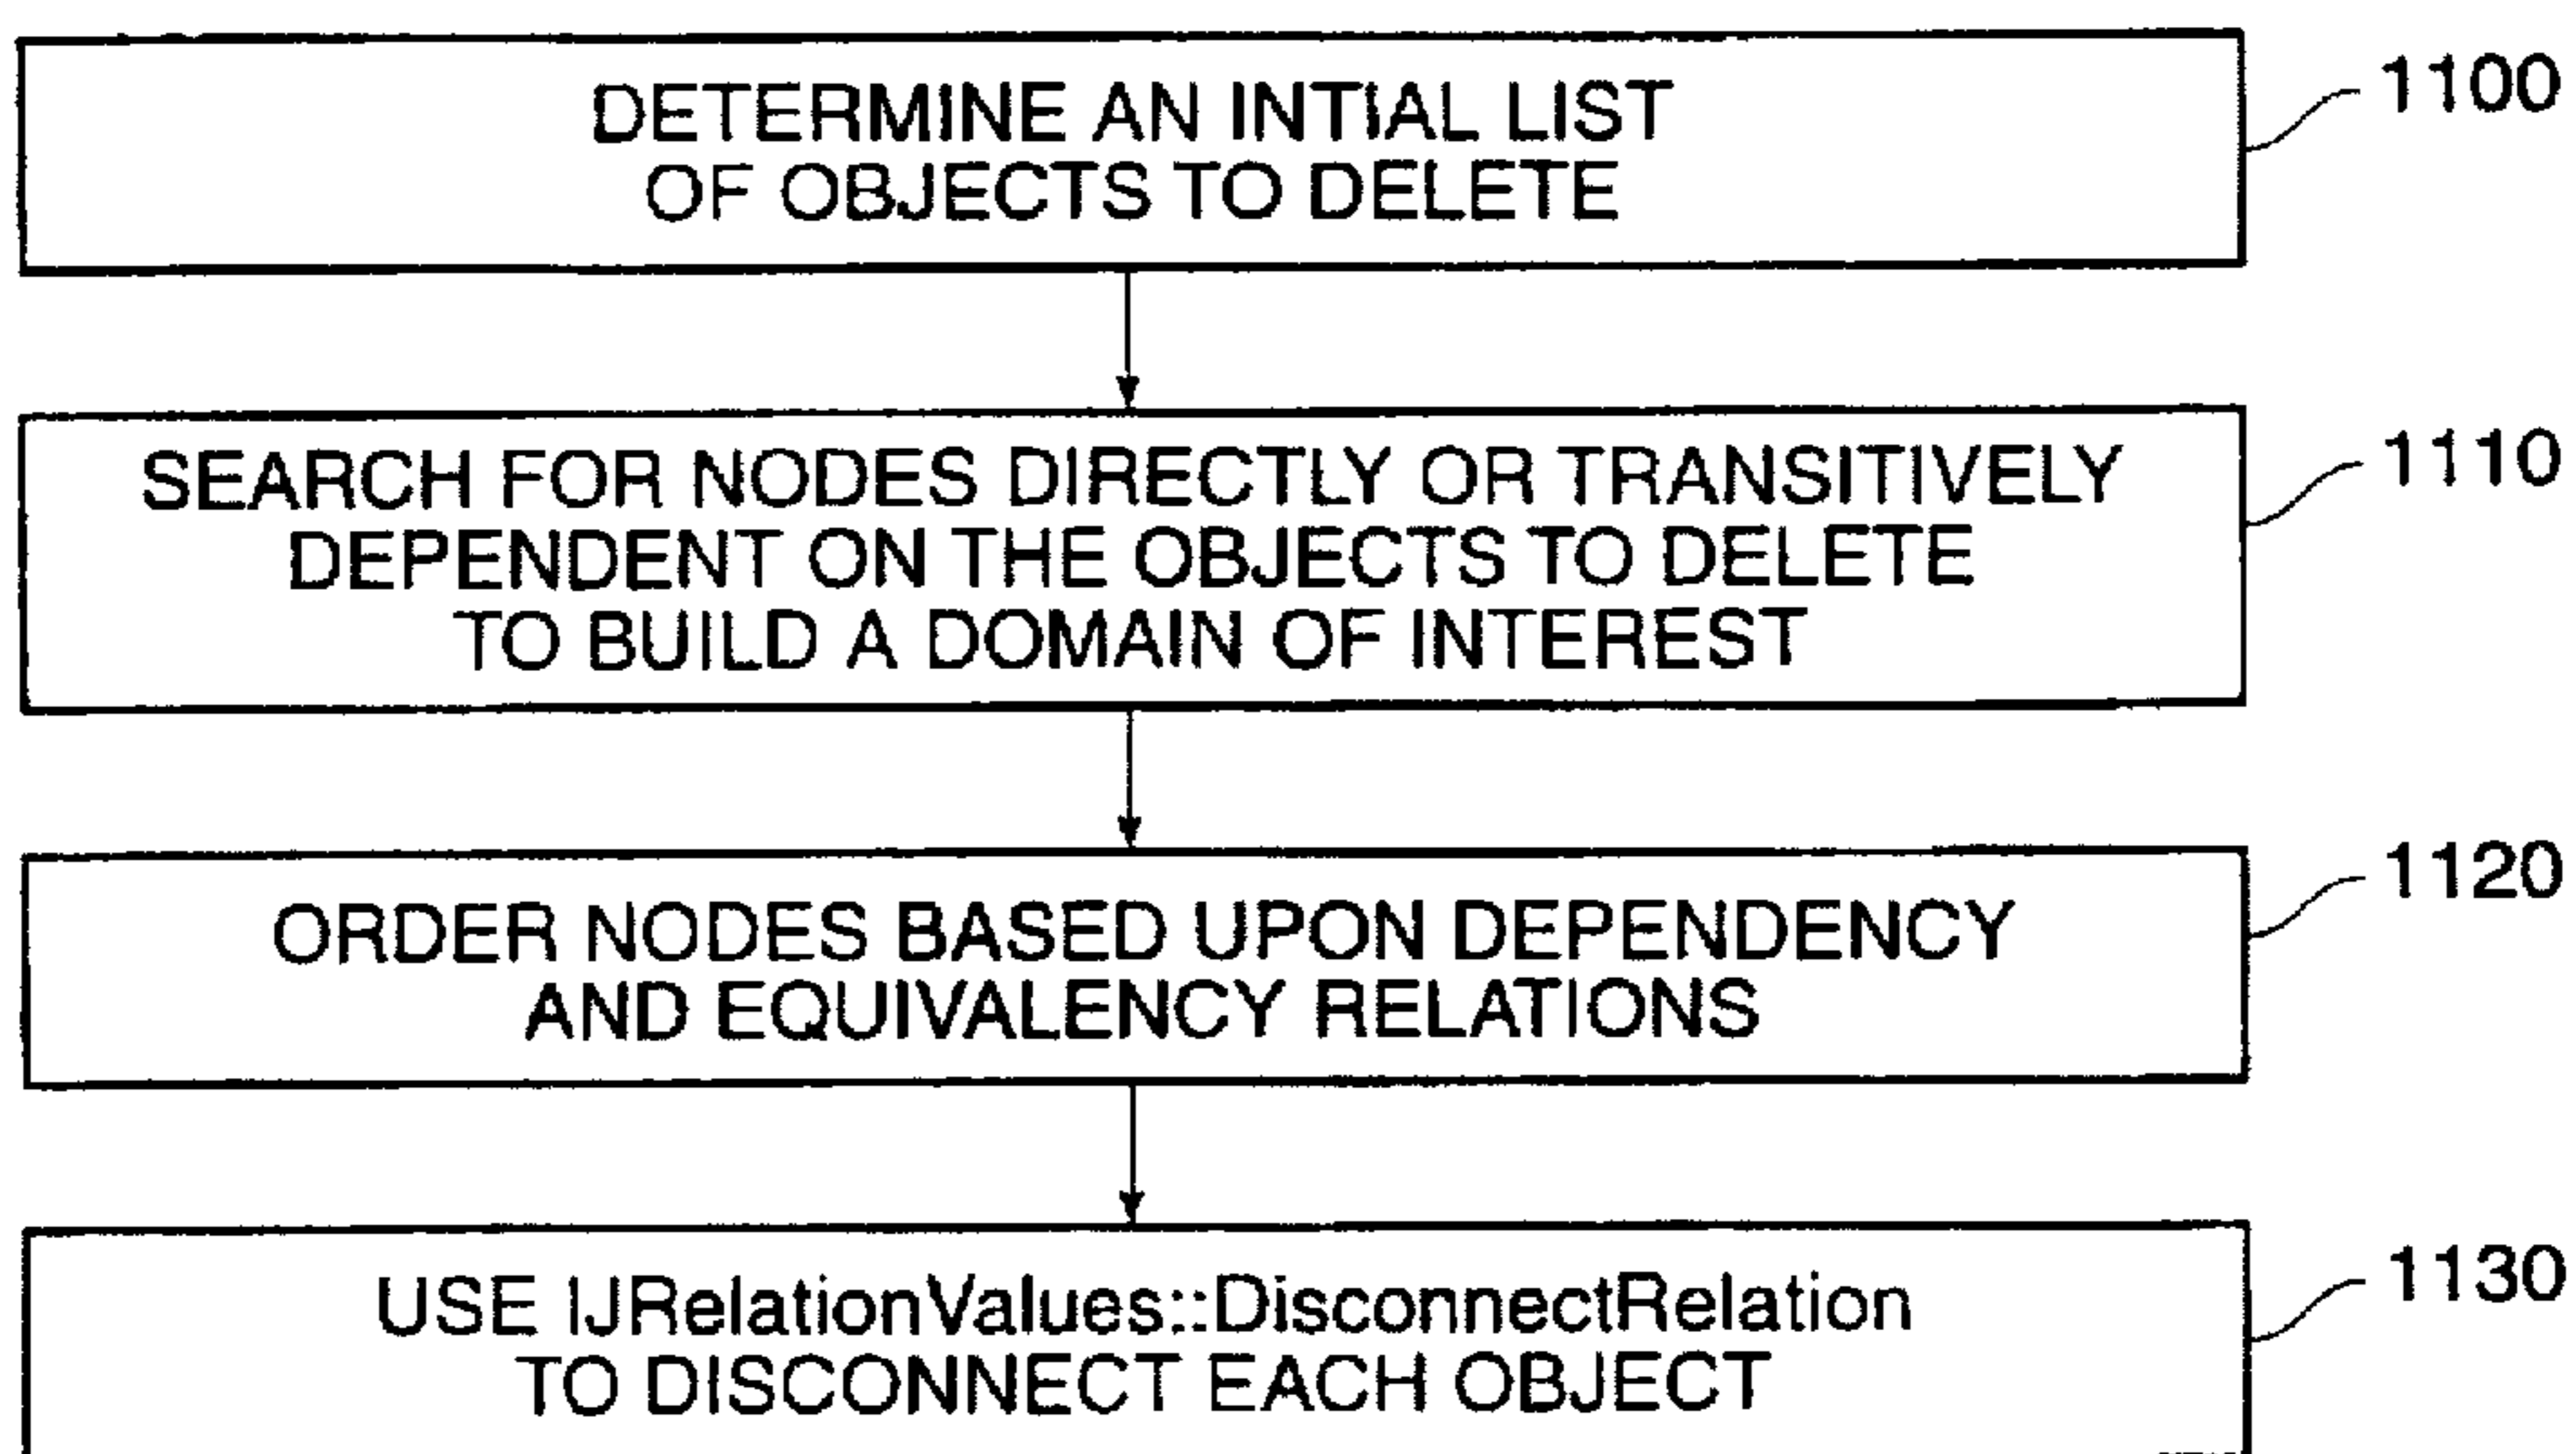 DETERMINE AN INTIAL LIST
OF OBJECTS TO DELETE
1100
SEARCH FOR NODES DIRECTLY OR TRANSITIVELY
DEPENDENT ON THE OBJECTS TO DELETE
TO BUILD A DOMAIN OF INTEREST
1110
ORDER NODES BASED UPON DEPENDENCY
AND EQUIVALENCY RELATIONS
1120
USE IJRelationValues::DisconnectRelation
TO DISCONNECT EACH OBJECT
1130